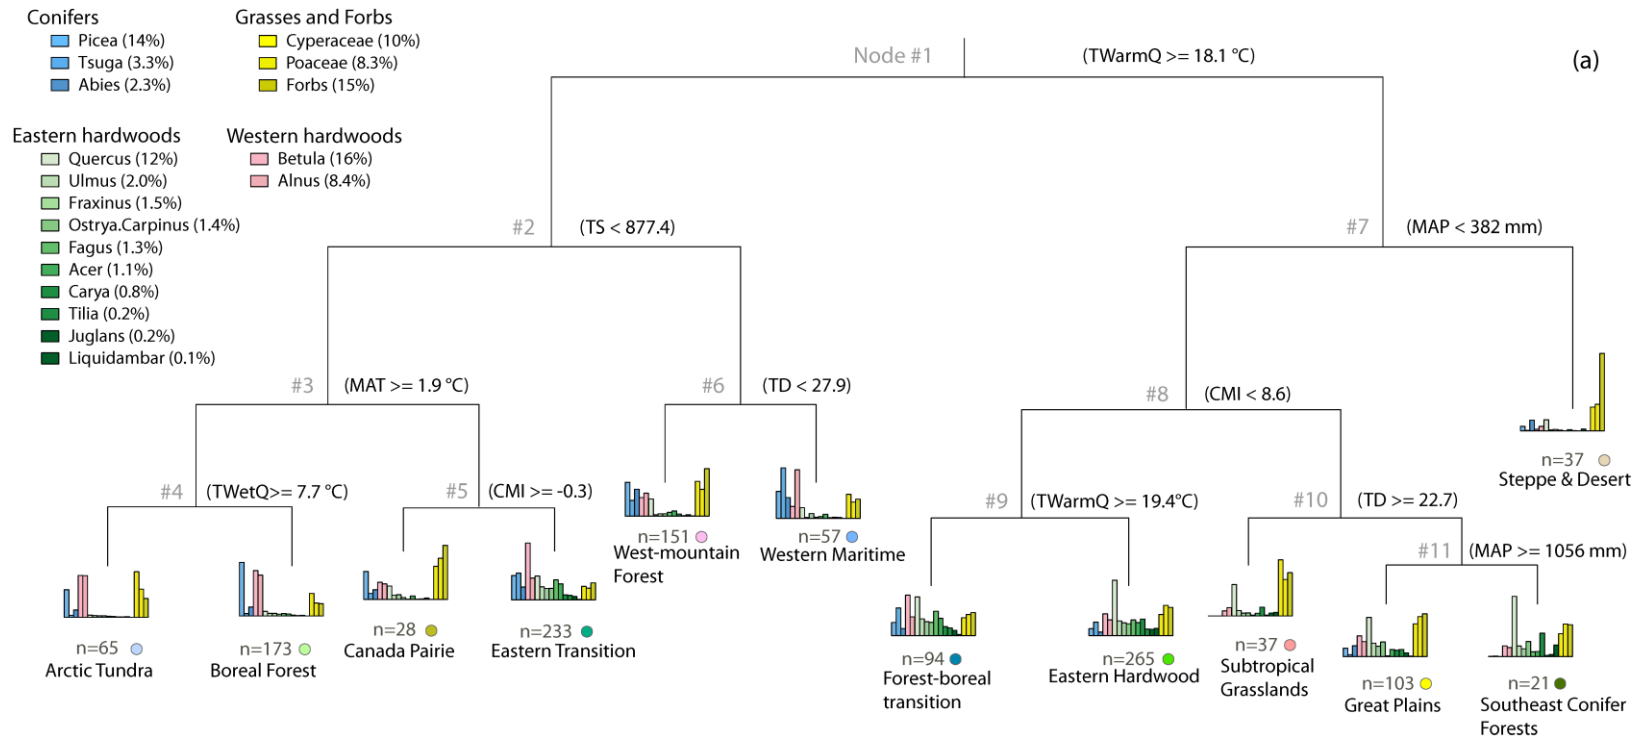 Conifers
Picea (14%)
Tsuga (3.3%)
Abies (2.3%)
Grasses and Forbs
Cyperaceae (10%)
Poaceae (8.3%)
Forbs (15%)
Eastern hardwoods
Quercus (12%)
Ulmus (2.0%)
Fraxinus (1.5%)
Ostrya.Carpinus (1.4%)
Fagus (1.3%)
Acer (1.1%)
Carya (0.8%)
Tilia (0.2%)
Juglans (0.2%)
Liquidambar (0.1%)
Western hardwoods
Betula (16%)
Alnus (8.4%)
Node #1 (TWarmQ >= 18.1 °C)
(a)
#2 (TS < 877.4)
#7 (MAP < 382 mm)
#3 (MAT >= 1.9 °C)
#6 (TD < 27.9)
#8 (CMI < 8.6)
#4 (TWetQ>= 7.7 °C)
#5 (CMI >= -0.3)
#9 (TWarmQ >= 19.4°C)
#10 (TD >= 22.7)
#11 (MAP >= 1056 mm)
n=65
Arctic Tundra
n=173
Boreal Forest
n=28
Canada Pairie
n=233
Eastern Transition
n=151
West-mountain
Forest
n=57
Western Maritime
n=94
Forest-boreal
transition
n=265
Eastern Hardwood
n=37
Subtropical
Grasslands
n=103
Great Plains
n=21
Southeast Conifer
Forests
n=37
Steppe & Desert